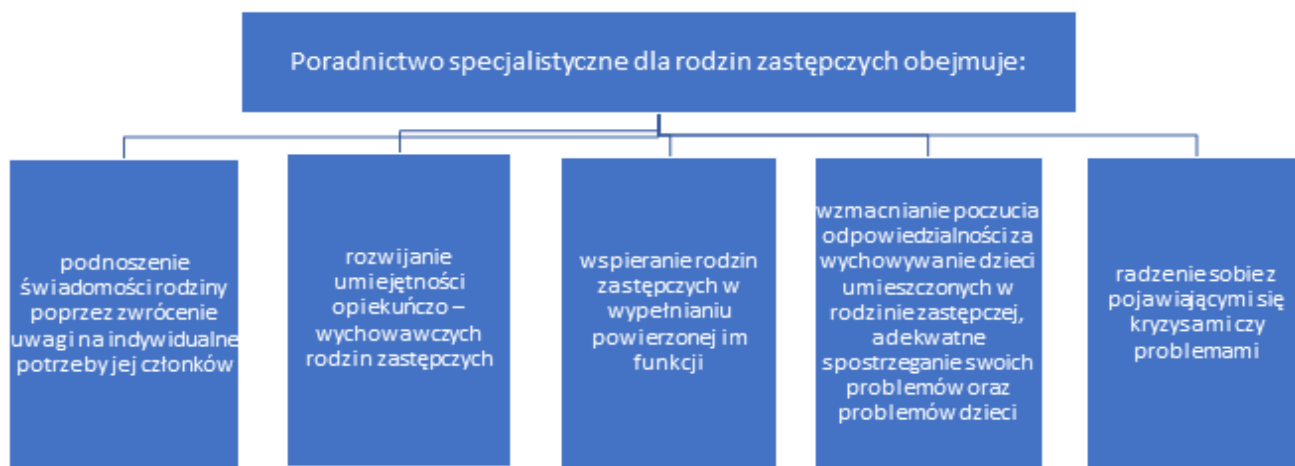 Poradnictwo specjalistyczne dla rodzin zastępczych obejmuje:
podnoszenie
świadomości rodziny
poprzez zwrócenie
uwagi na indywidualne
potrzeby jej członków
rozwijanie
umiejętności
opiekuńczo –
wychowawczych
rodzin zastępczych
wspieranie rodzin
zastępczych w
wypełnianiu
powierzonej im
funkcji
wzmacnianie poczucia
odpowiedzialności za
wychowywanie dzieci
umieszczonych w
rodzinie zastępczej,
adekwatne
spostrzeganie swoich
problemów oraz
problemów dzieci
radzenie sobie z
pojawiającymi się
kryzysami czy
problemami